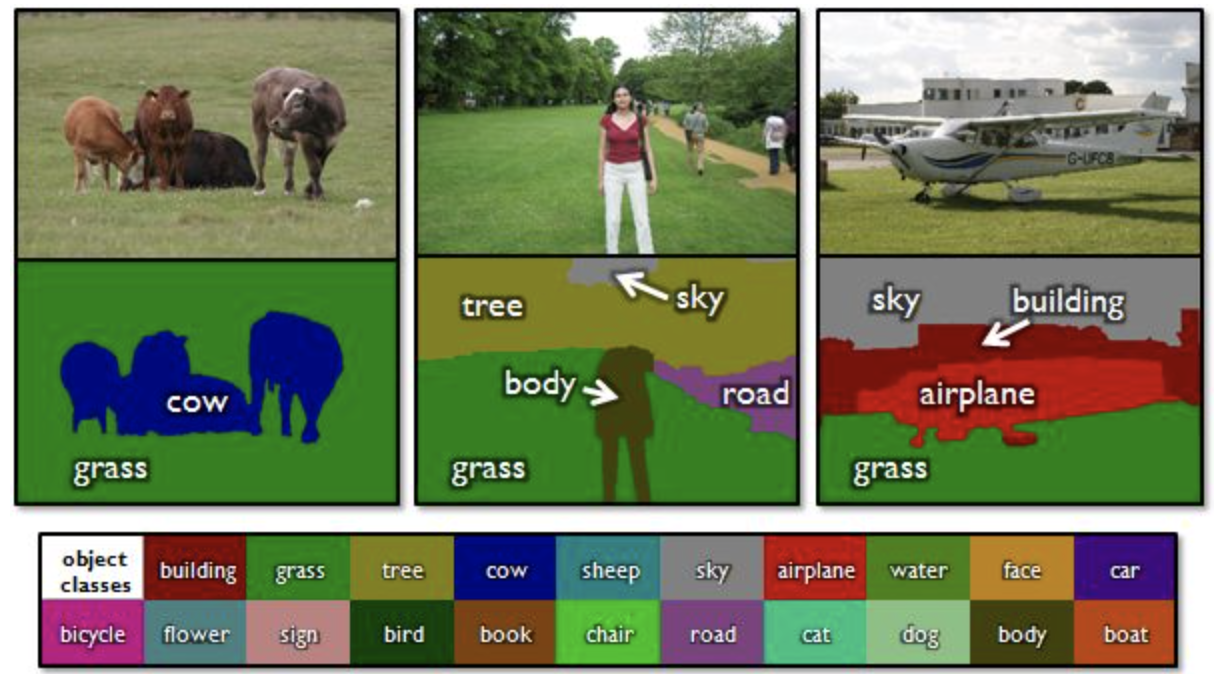 G-UFCB
cow
grass
tree
sky
body
road
grass
sky
building
airplane
grass
object classes
building
grass
tree
cow
sheep
sky
airplane
water
face
car
bicycle
flower
sign
bird
book
chair
road
cat
dog
body
boat